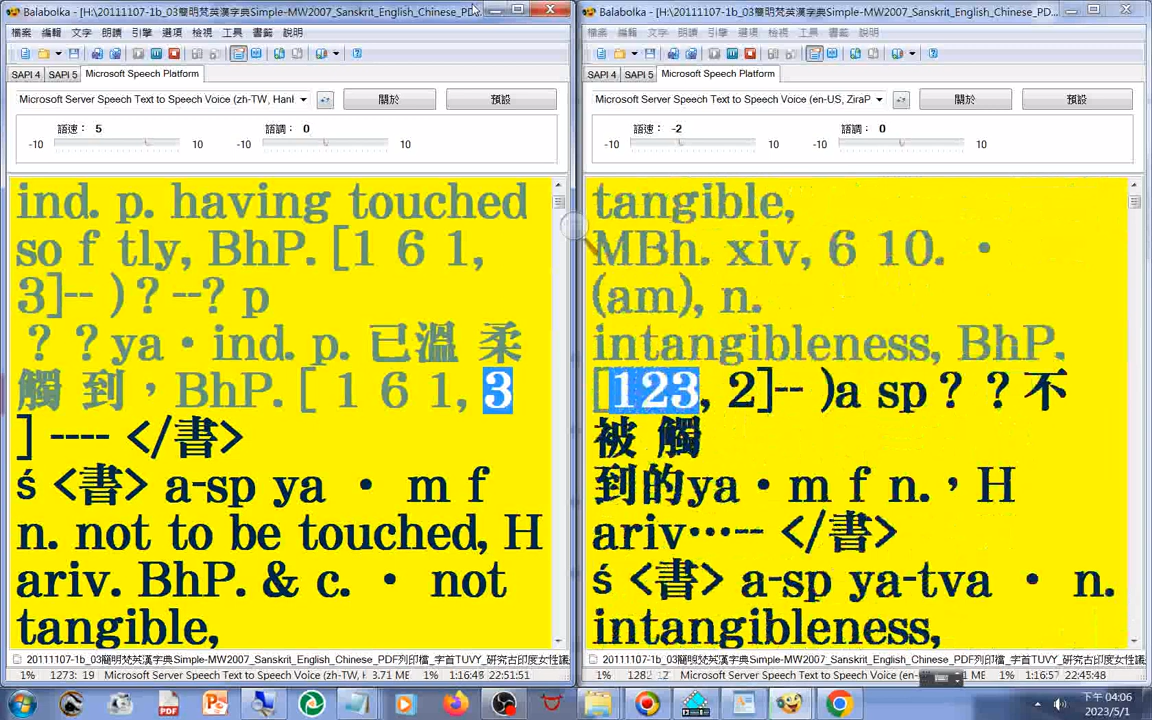 Balabolka - [H:\20111107-1b_03簡明梵英漢字典Simple-MW2007_Sanskrit_English_Chinese_PD...
檔案 編輯 文字 朗讀 引擎 選項 檢視 工具 書籤 說明
SAPI 4 SAPI 5 Microsoft Speech Platform
Microsoft Server Speech Text to Speech Voice (zh-TW, Hanl
關於 預設
語速： 5 語調： 0
-10 10 -10 10
ind. p. having touched
so f tly, BhP. [1 6 1,
3]-- )? --? p
? ? ya・ind. p. 已溫 柔
觸 到，BhP. [ 1 6 1, 3
] ---- </書>
ś <書> a-sp ya ・ m f
n. not to be touched, H
ariv. BhP. & c. ・ not
tangible,
20111107-1b_03簡明梵英漢字典Simple-MW2007_Sanskrit_English_Chinese_PDF列印檔_字首TUVY_研究古印度女性議
1% 1273: 19 Microsoft Server Speech Text to Speech Voice (zh-TW, H 3.71 ME 1% 1:16:45 22:51:51
Balabolka - [H:\20111107-1b_03簡明梵英漢字典Simple-MW2007_Sanskrit_English_Chinese_PD...
檔案 編輯 文字 朗讀 引擎 選項 檢視 工具 書籤 說明
SAPI 4 SAPI 5 Microsoft Speech Platform
Microsoft Server Speech Text to Speech Voice (en-US, ZiraP
關於 預設
語速： -2 語調： 0
-10 10 -10 10
tangible,
MBh. xiv, 6 10. ・
(am), n.
intangibleness, BhP.
[123, 2]-- )a sp? ? 不
被 觸
到的ya・m f n.，H
ariv…-- </書>
ś <書> a-sp ya-tva ・ n.
intangibleness,
20111107-1b_03簡明梵英漢字典Simple-MW2007_Sanskrit_English_Chinese_PDF列印檔_字首TUVY_研究古印度女性議
1% Microsoft Server Speech Text to Speech Voice 1% 1:16:57 22:45:48
下午 04:06
2023/5/1